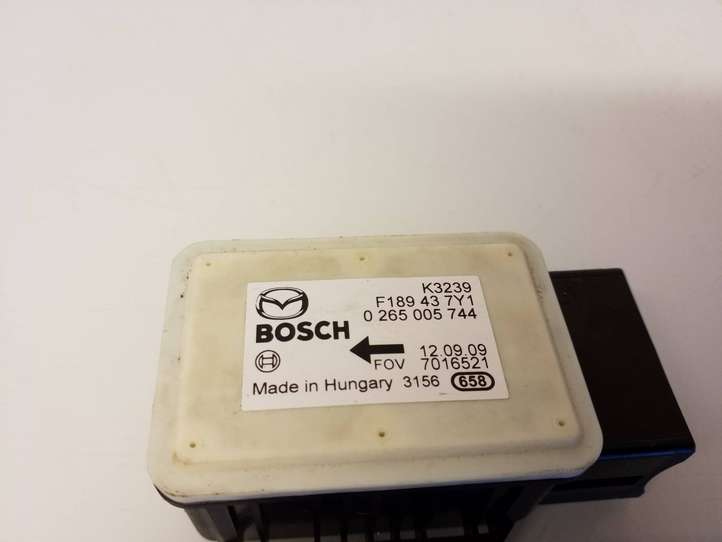 K3239
F189 43 7Y1
0 265 005 744
BOSCH
12.09.09
FOV 7016521
Made in Hungary 3156 658